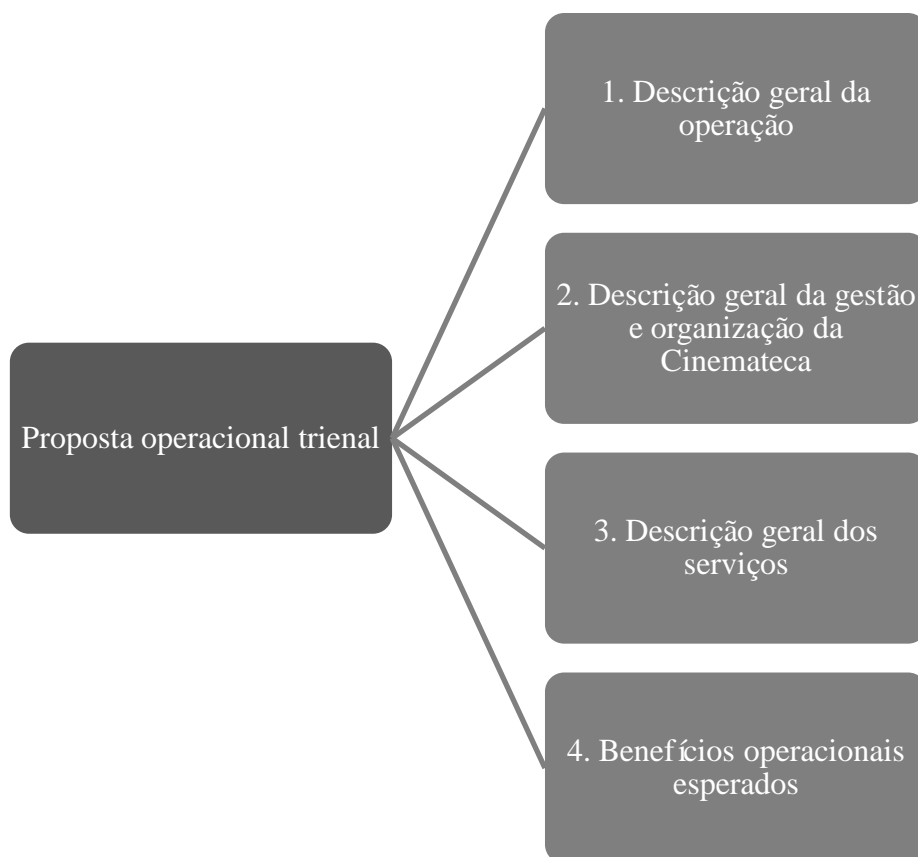 1. Descrição geral da
operação
2. Descrição geral da gestão
e organização da
Cinemateca
Proposta operacional trienal
3. Descrição geral dos
serviços
4. Benefícios operacionais
esperados